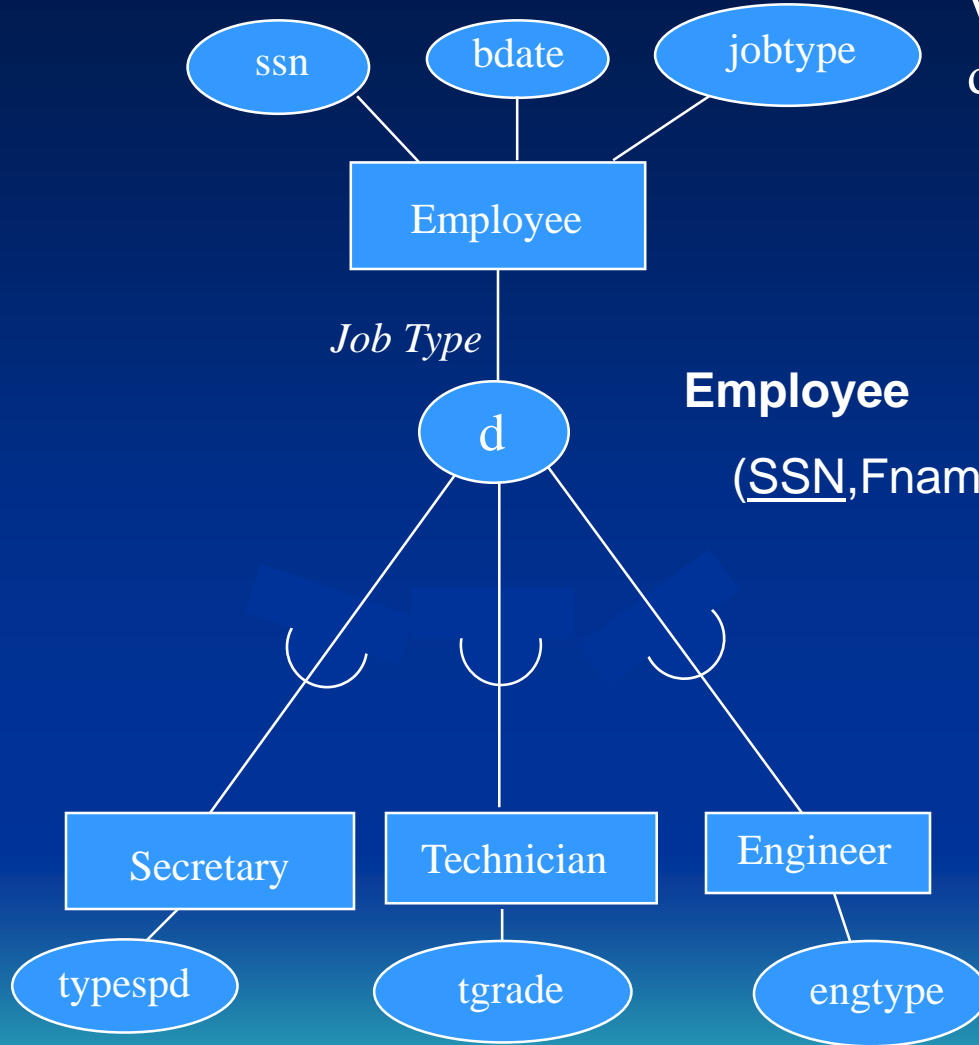 ssn
bdate
jobtype
Employee
Job Type
d
Employee
(SSN,Fnam
Secretary
Technician
Engineer
typespd
tgrade
engtype